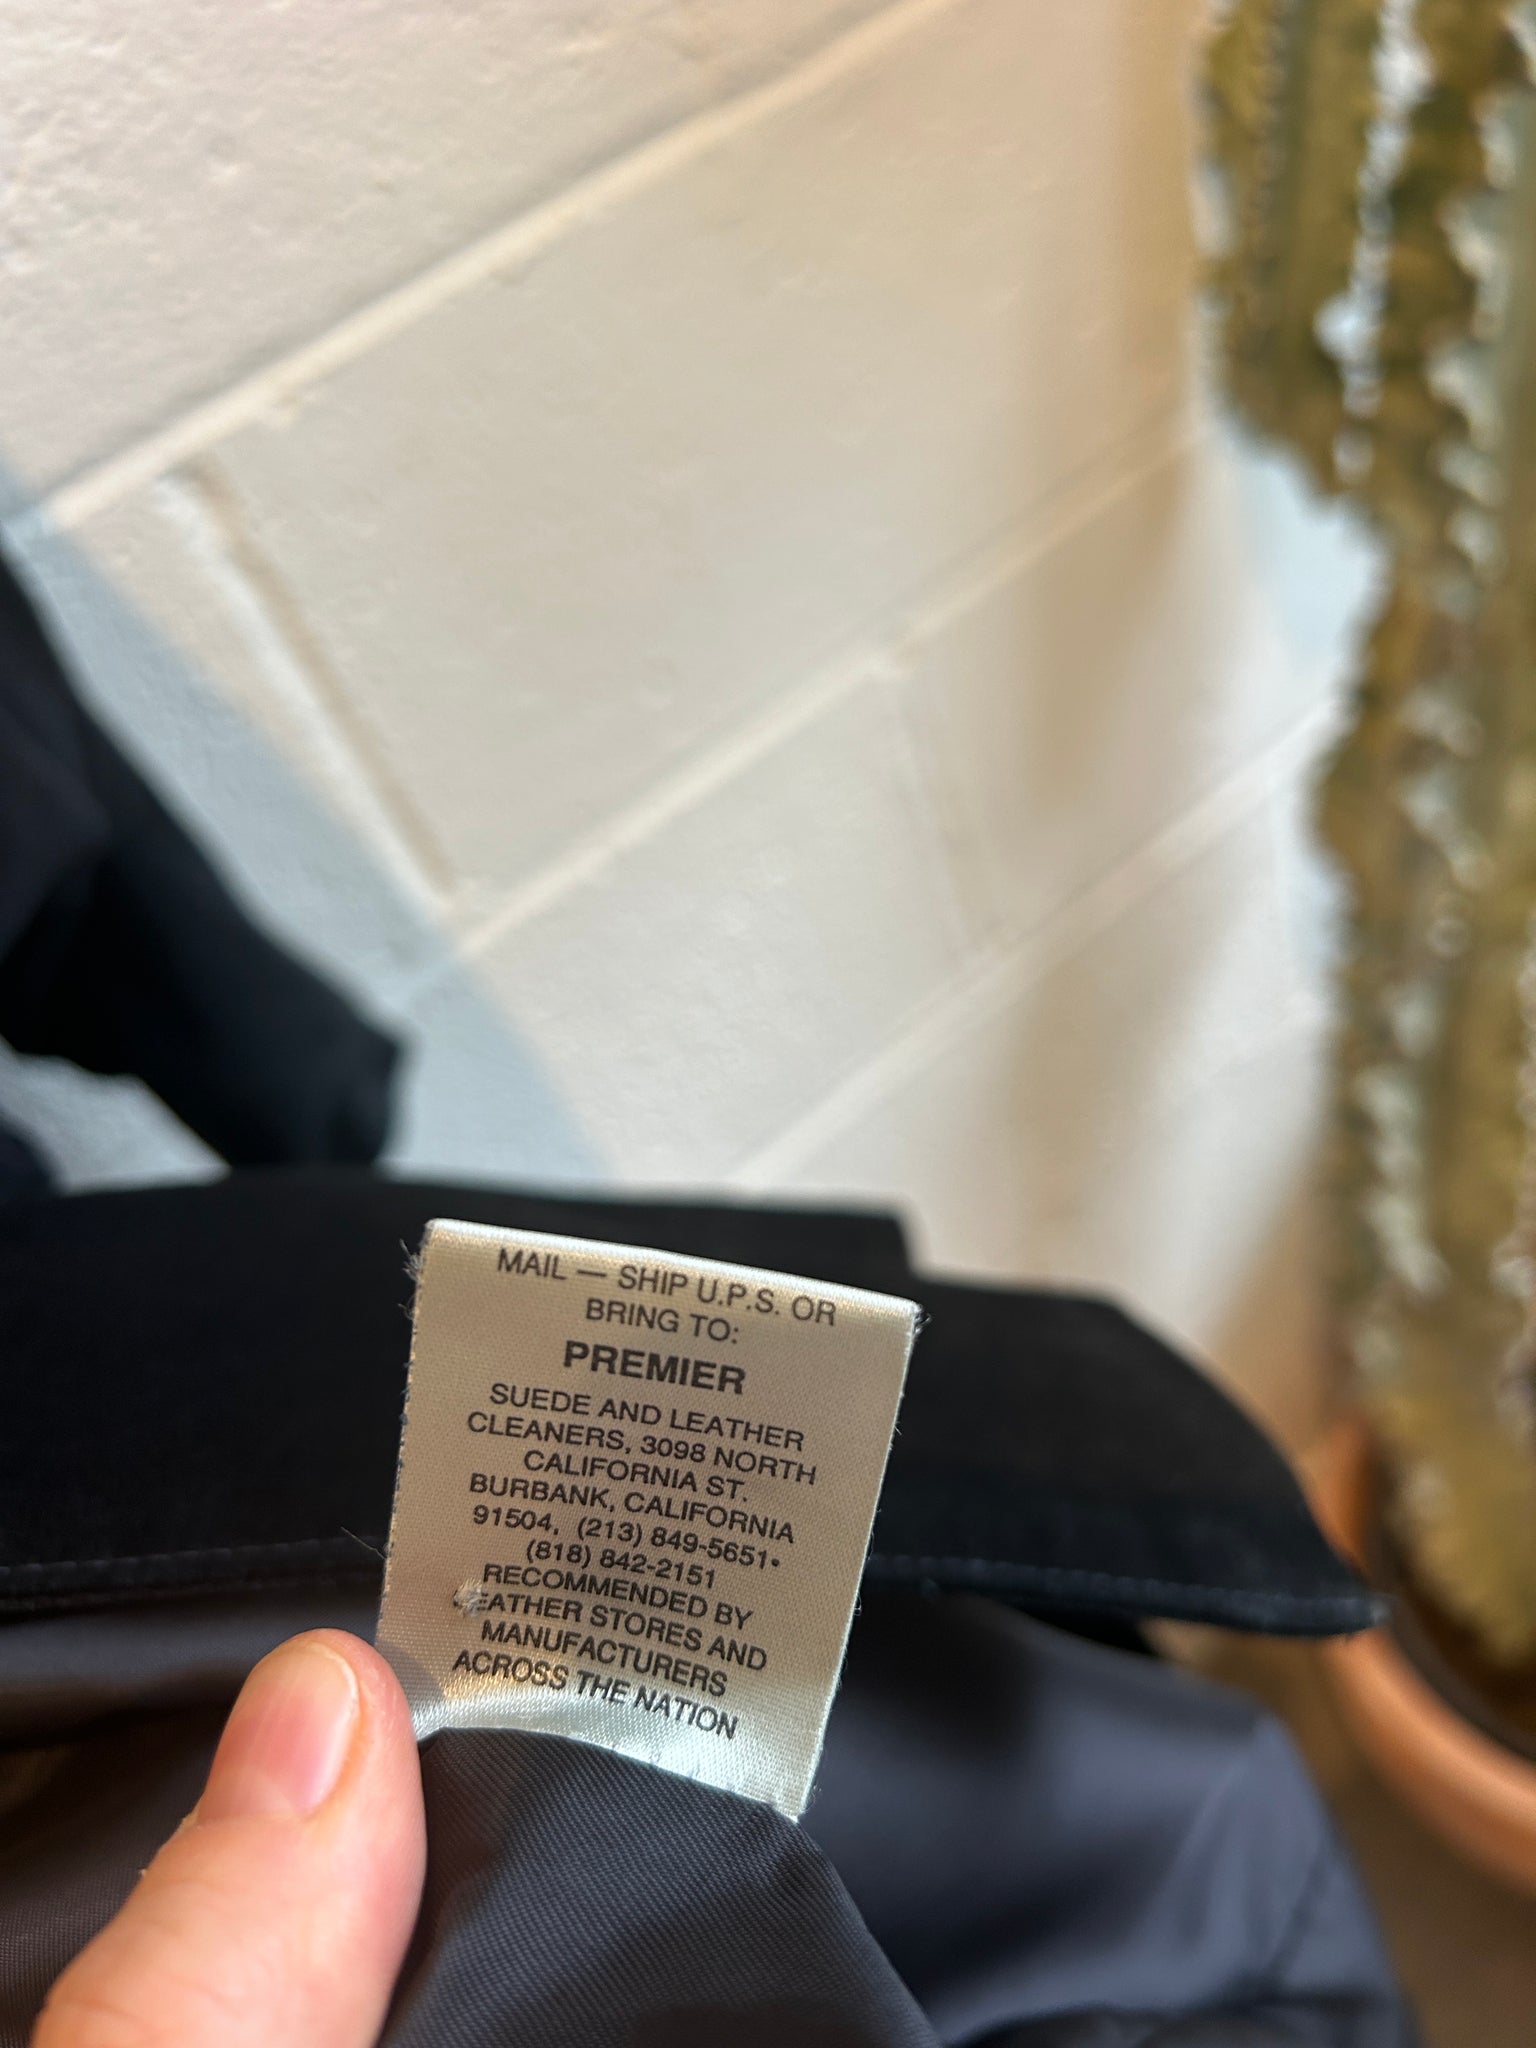 MAIL — SHIP U.P.S. OR
BRING TO:
PREMIER
SUEDE AND LEATHER
CLEANERS, 3098 NORTH
CALIFORNIA ST.
BURBANK, CALIFORNIA
91504, (213) 849-5651•
(818) 842-2151
RECOMMENDED BY
LEATHER STORES AND
MANUFACTURERS
ACROSS THE NATION